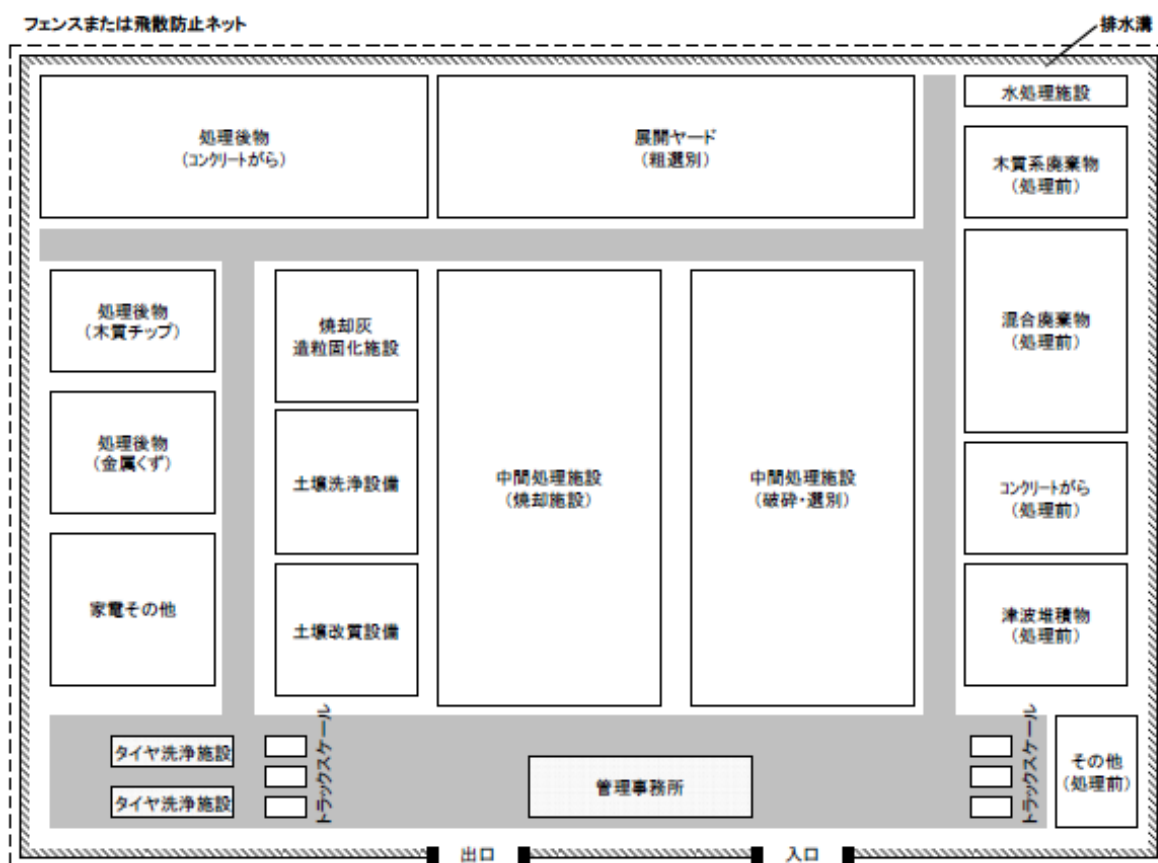 フェンスまたは飛散防止ネット
排水溝
処理後物
(コンクリートがら)
展開ヤード
(粗選別)
水処理施設
木質系廃棄物
(処理前)
処理後物
(木質チップ)
焼却灰
造粒固化施設
混合廃棄物
(処理前)
処理後物
(金属くず)
土壌洗浄設備
中間処理施設
(焼却施設)
中間処理施設
(破砕・選別)
コンクリートがら
(処理前)
家電その他
土壌改質設備
津波堆積物
(処理前)
タイヤ洗浄施設
タイヤ洗浄施設
トラックスケール
管理事務所
トラックスケール
その他
(処理前)
出口
入口